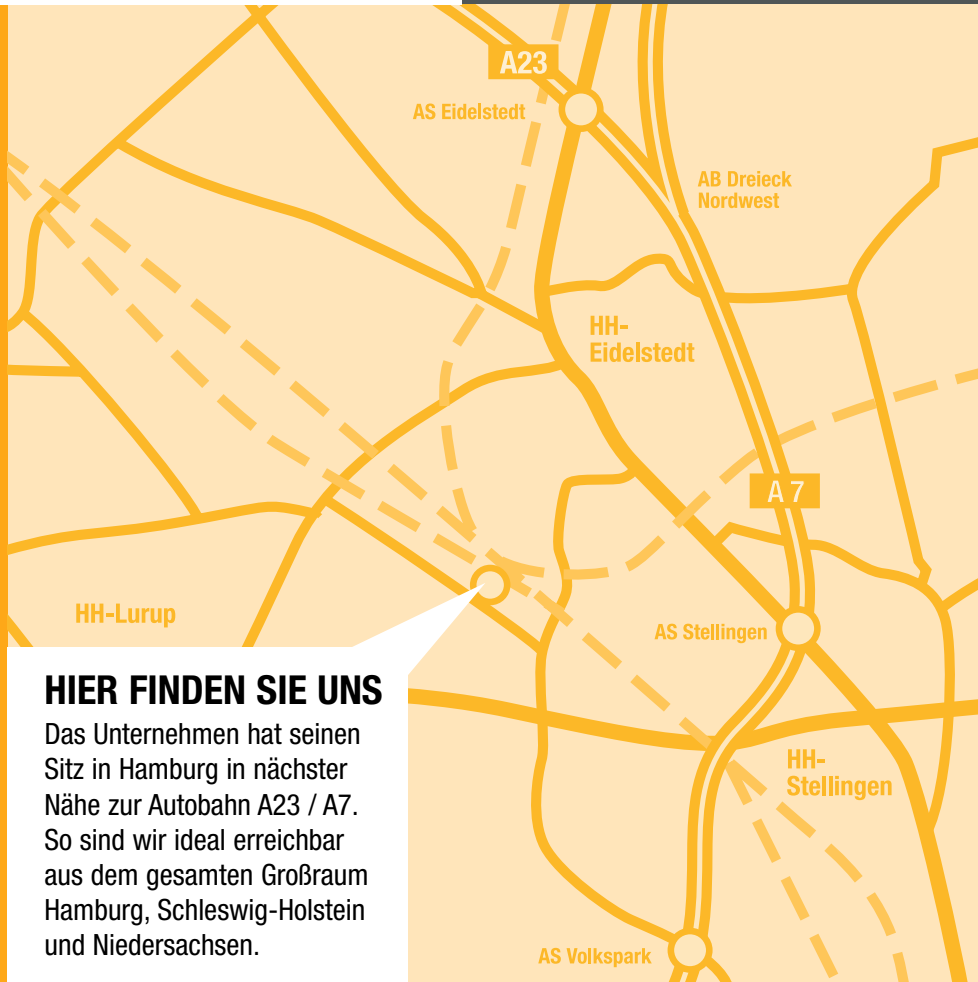 A23
AS Eidelstedt
AB Dreieck
Nordwest
HH-
Eidelstedt
A 7
HH-Lurup
AS Stellingen
HIER FINDEN SIE UNS
Das Unternehmen hat seinen
Sitz in Hamburg in nächster
Nähe zur Autobahn A23 / A7.
So sind wir ideal erreichbar
aus dem gesamten Großraum
Hamburg, Schleswig-Holstein
und Niedersachsen.
HH-
Stellingen
AS Volkspark